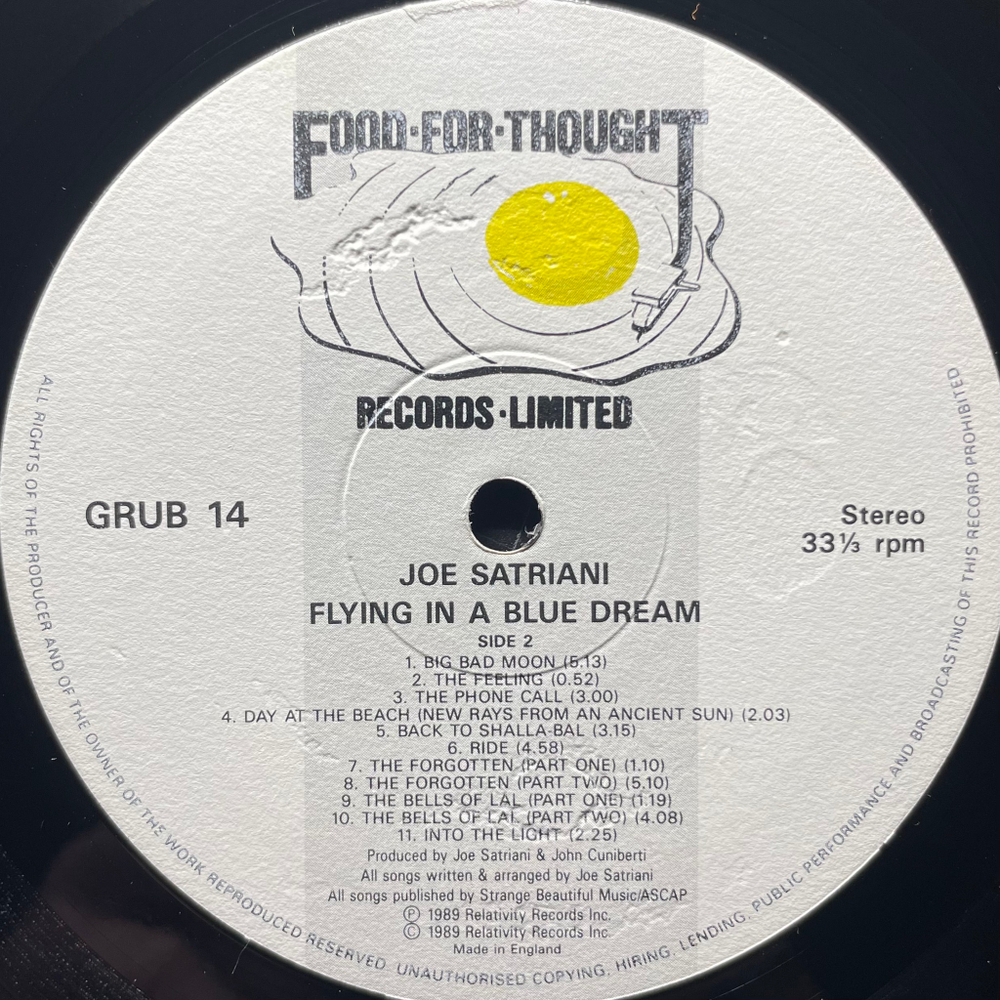 FOOD·FOR·THOUGHT
RECORDS·LIMITED
GRUB 14
Stereo
33⅓ rpm
JOE SATRIANI
FLYING IN A BLUE DREAM
SIDE 2
1. BIG BAD MOON (5.13)
2. THE FEELING (0.52)
3. THE PHONE CALL (3.00)
4. DAY AT THE BEACH (NEW RAYS FROM AN ANCIENT SUN) (2.03)
5. BACK TO SHALLA-BAL (3.15)
6. RIDE (4.58)
7. THE FORGOTTEN (PART ONE) (1.10)
8. THE FORGOTTEN (PART TWO) (5.10)
9. THE BELLS OF LAL (PART ONE) (1.19)
10. THE BELLS OF LAL (PART TWO) (4.08)
11. INTO THE LIGHT (2.25)
Produced by Joe Satriani & John Cuniberti
All songs written & arranged by Joe Satriani
All songs published by Strange Beautiful Music/ASCAP
Ⓟ 1989 Relativity Records Inc.
© 1989 Relativity Records Inc.
Made in England
ALL RIGHTS OF THE PRODUCER AND OF THE OWNER OF THE WORK REPRODUCED RESERVED. UNAUTHORISED COPYING, HIRING, LENDING, PUBLIC PERFORMANCE AND BROADCASTING OF THIS RECORD PROHIBITED